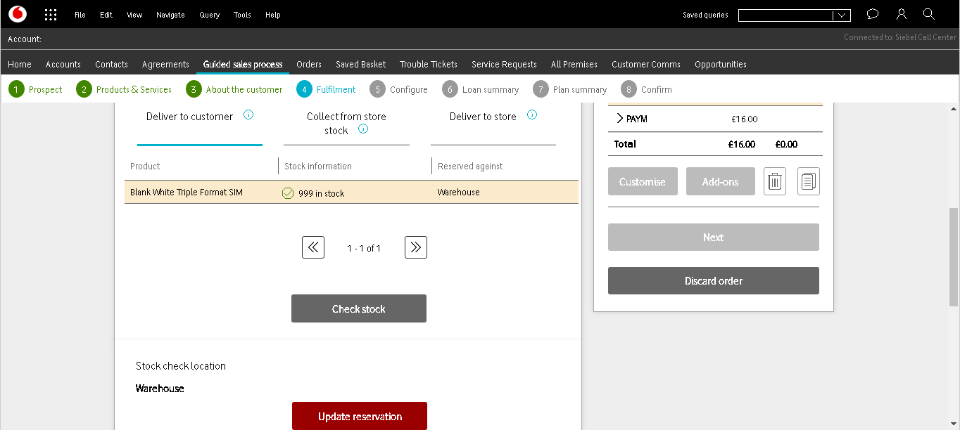 File Edit View Navigate Query Tools Help Saved queries
Account: Connected to: Siebel Call Center
Home Accounts Contacts Agreements Guided sales process Orders Saved Basket Trouble Tickets Service Requests All Premises Customer Comms Opportunities
1 Prospect 2 Products & Services 3 About the customer 4 Fulfilment 5 Configure 6 Loan summary 7 Plan summary 8 Confirm
Deliver to customer
Collect from store
stock
Deliver to store
Product Stock information Reserved against
Blank White Triple Format SIM 999 in stock Warehouse
1 - 1 of 1
Check stock
Stock check location
Warehouse
Update reservation
PAYM £16.00
Total £16.00 £0.00
Customise Add-ons
Next
Discard order